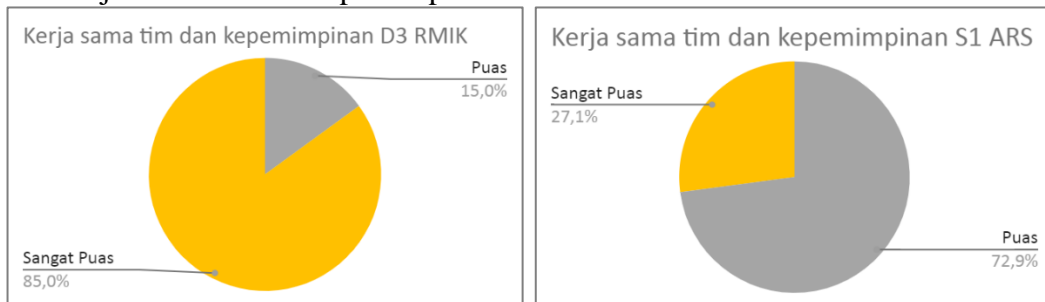 Kerja sama tim dan kepemimpinan D3 RMIK
Puas
15,0%
Sangat Puas
85,0%
Kerja sama tim dan kepemimpinan S1 ARS
Sangat Puas
27,1%
Puas
72,9%